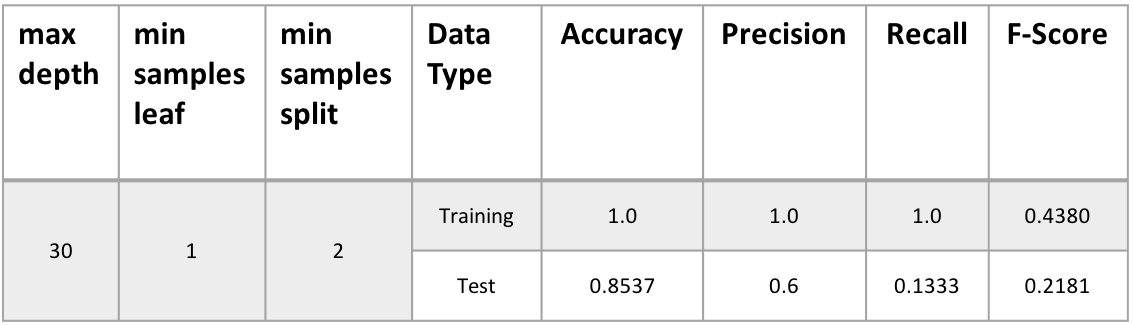 max depth	min samples leaf	min samples split	Data Type	Accuracy	Precision	Recall	F-Score
30	1	2	Training	1.0	1.0	1.0	0.4380
Test	0.8537	0.6	0.1333	0.2181